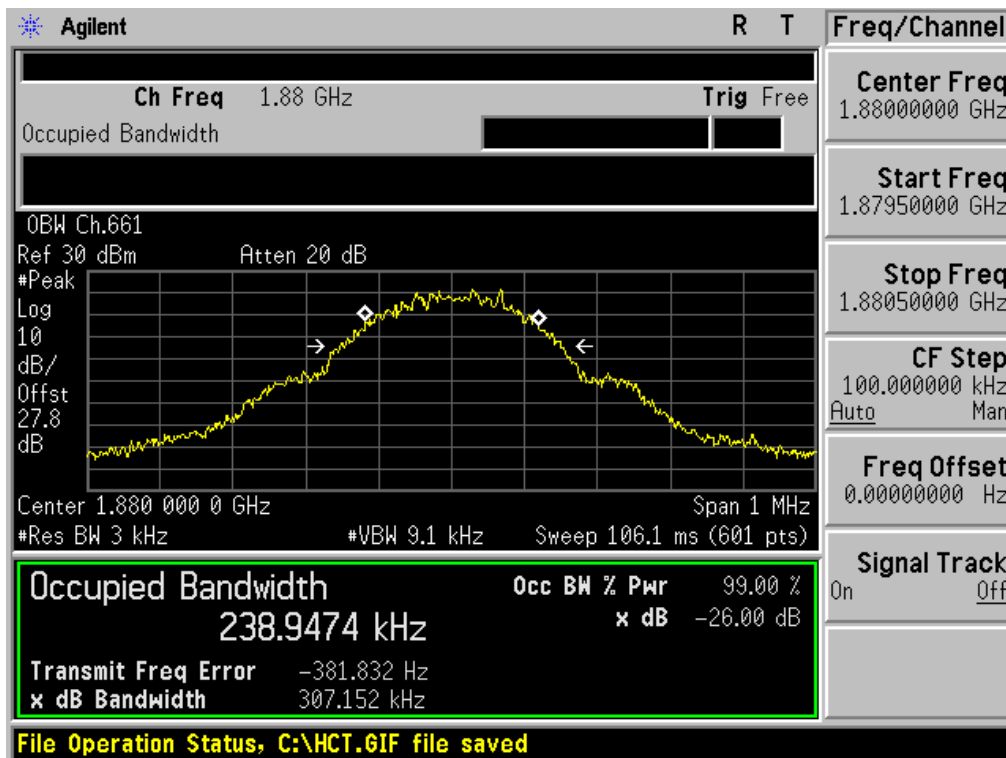 Agilent R T
Ch Freq 1.88 GHz Trig Free
Occupied Bandwidth
OBW Ch.661
Ref 30 dBm Atten 20 dB
#Peak
Log
10
dB/
Offst
27.8
dB
Center 1.880 000 0 GHz Span 1 MHz
#Res BW 3 kHz #VBW 9.1 kHz Sweep 106.1 ms (601 pts)
Occupied Bandwidth
238.9474 kHz
Occ BW % Pwr 99.00 %
x dB -26.00 dB
Transmit Freq Error -381.832 Hz
x dB Bandwidth 307.152 kHz
File Operation Status, C:\HCT.GIF file saved
Freq/Channel
Center Freq
1.88000000 GHz
Start Freq
1.87950000 GHz
Stop Freq
1.88050000 GHz
CF Step
100.000000 kHz
Auto Man
Freq Offset
0.00000000 Hz
Signal Track
On Off